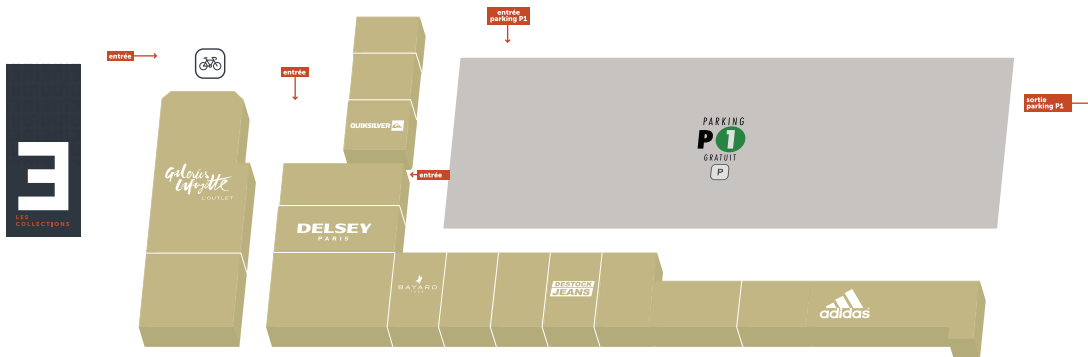 entrée
parking P1
entrée
entrée
sortie
parking P1
QUIKSILVER
PARKING
P1
GRATUIT
P
entrée
Galeries
Lafayette
L'OUTLET
E
LES
COLLECTIONS
DELSEY
PARIS
BAYARD
DESTOCK
JEANS
adidas